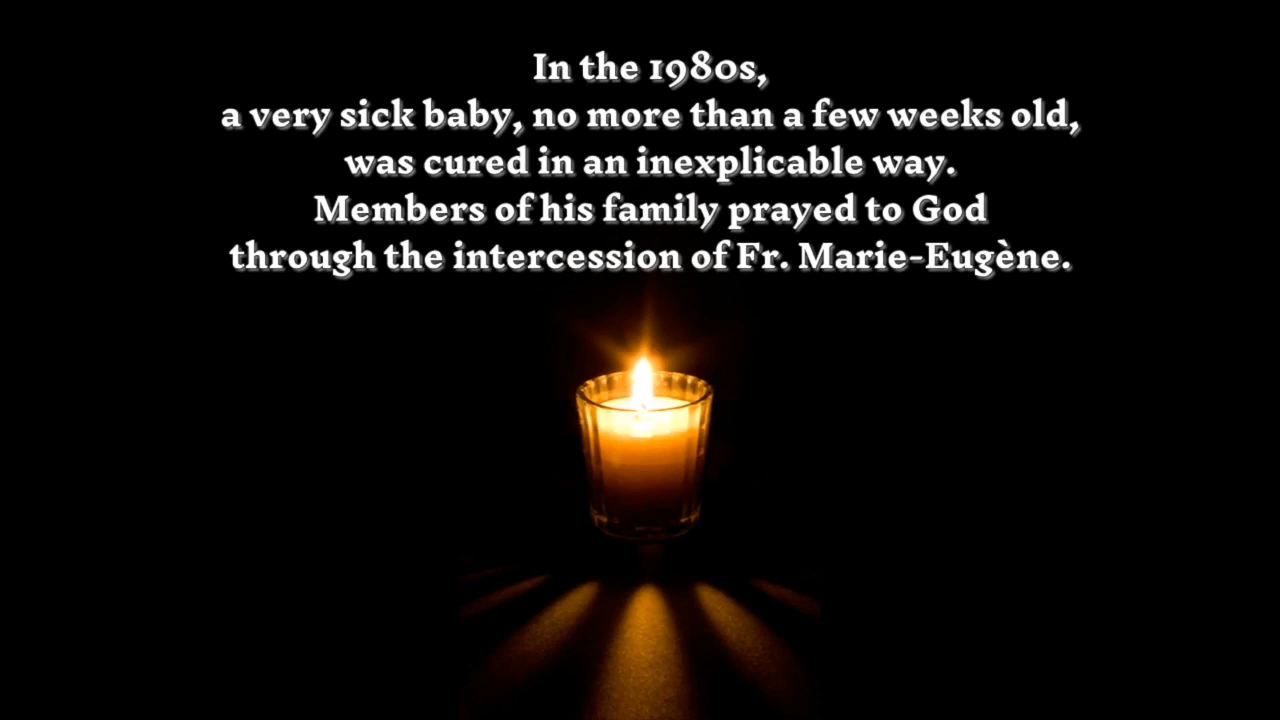 In the 1980s,
a very sick baby, no more than a few weeks old,
was cured in an inexplicable way.
Members of his family prayed to God
through the intercession of Fr. Marie-Eugène.